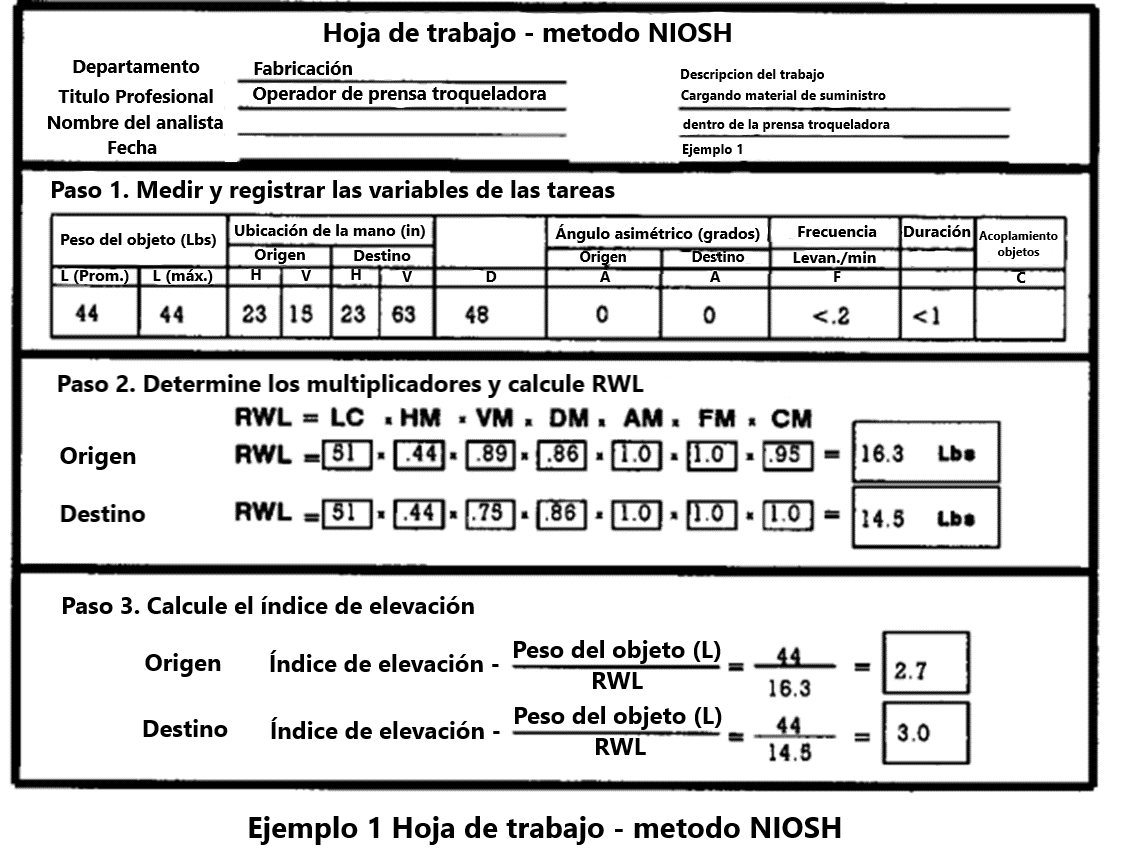 Hoja de trabajo - metodo NIOSH
Departamento Fabricación Descripcion del trabajo
Titulo Profesional Operador de prensa troqueladora Cargando material de suministro
Nombre del analista dentro de la prensa troqueladora
Fecha Ejemplo 1
Paso 1. Medir y registrar las variables de las tareas
Peso del objeto (Lbs) Ubicación de la mano (in) Ángulo asimétrico (grados) Frecuencia Duración Acoplamiento objetos
Origen Destino Origen Destino Levan./min
L (Prom.) L (máx.) H V H V D A A F C
44 44 23 15 23 63 48 0 0 <.2 <1
Paso 2. Determine los multiplicadores y calcule RWL
RWL = LC x HM x VM x DM x AM x FM x CM
Origen RWL = 51 x .44 x .89 x .86 x 1.0 x 1.0 x .95 = 16.3 Lbs
Destino RWL = 51 x .44 x .75 x .86 x 1.0 x 1.0 x 1.0 = 14.5 Lbs
Paso 3. Calcule el índice de elevación
Origen Índice de elevación - Peso del objeto (L) / RWL = 44 / 16.3 = 2.7
Destino Índice de elevación - Peso del objeto (L) / RWL = 44 / 14.5 = 3.0
Ejemplo 1 Hoja de trabajo - metodo NIOSH